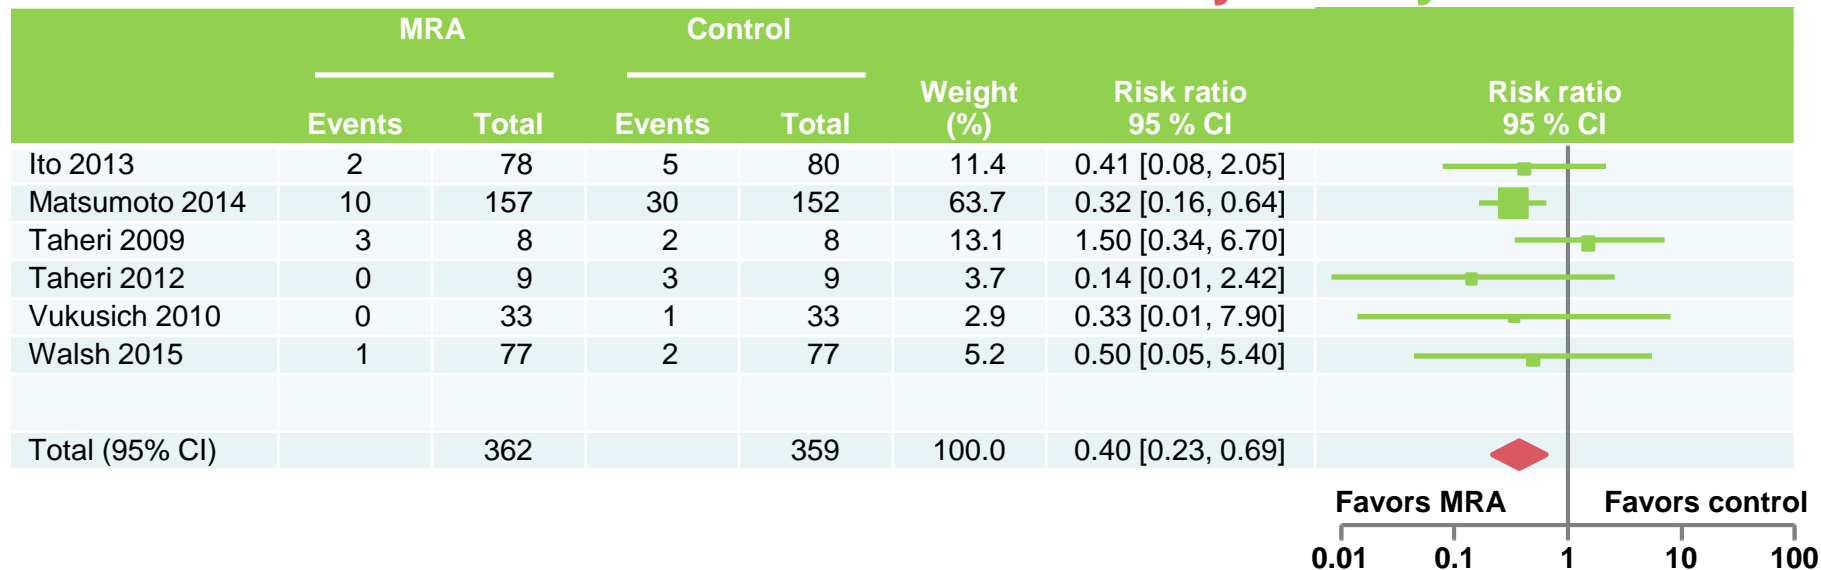 MRA Control
Events Total Events Total Weight (%) Risk ratio 95 % CI Risk ratio 95 % CI
Ito 2013 2 78 5 80 11.4 0.41 [0.08, 2.05]
Matsumoto 2014 10 157 30 152 63.7 0.32 [0.16, 0.64]
Taheri 2009 3 8 2 8 13.1 1.50 [0.34, 6.70]
Taheri 2012 0 9 3 9 3.7 0.14 [0.01, 2.42]
Vukusich 2010 0 33 1 33 2.9 0.33 [0.01, 7.90]
Walsh 2015 1 77 2 77 5.2 0.50 [0.05, 5.40]
Total (95% CI) 362 359 100.0 0.40 [0.23, 0.69]
Favors MRA Favors control
0.01 0.1 1 10 100